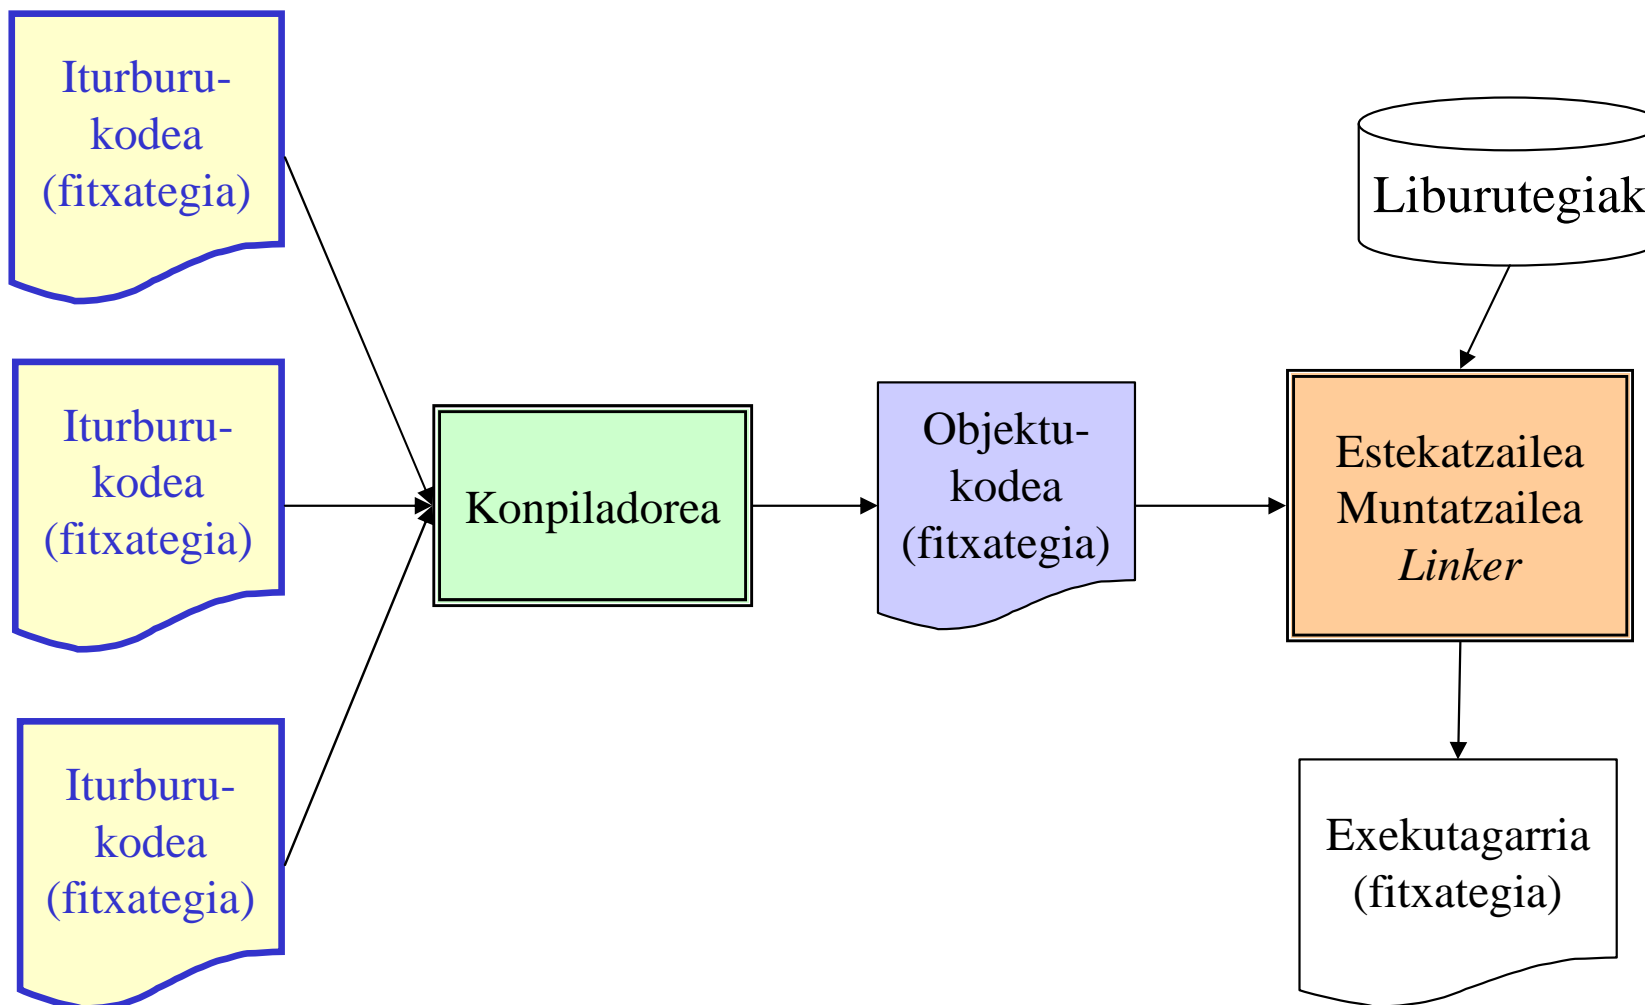 Iturburu-
kodea
(fitxategia)
Iturburu-
kodea
(fitxategia)
Iturburu-
kodea
(fitxategia)
Konpiladorea
Objektu-
kodea
(fitxategia)
Liburutegiak
Estekatzailea
Muntatzailea
Linker
Exekutagarria
(fitxategia)